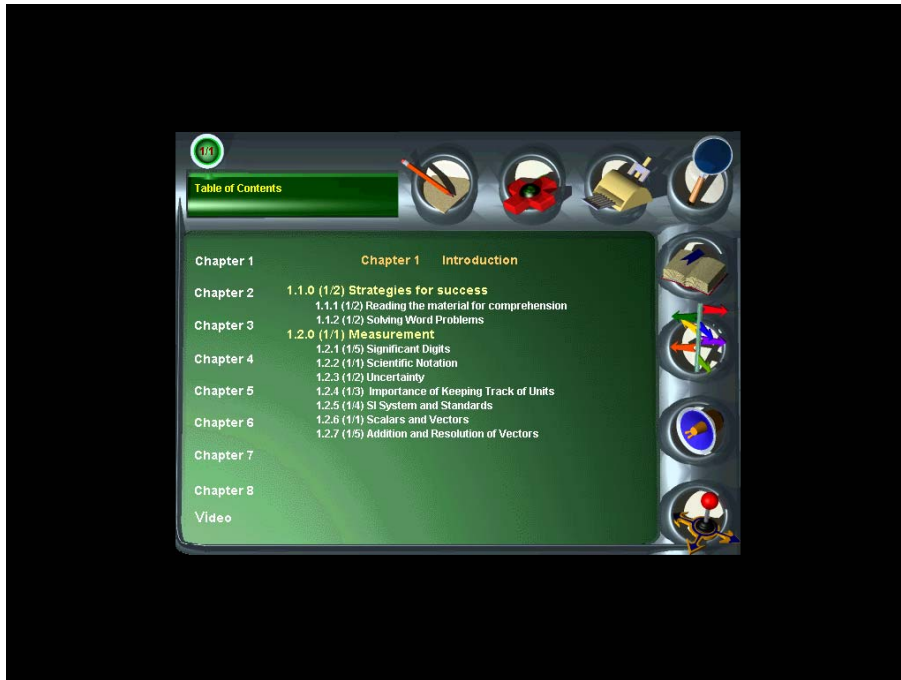 1/1
Table of Contents
Chapter 1
Chapter 2
Chapter 3
Chapter 4
Chapter 5
Chapter 6
Chapter 7
Chapter 8
Video
Chapter 1 Introduction
1.1.0 (1/2) Strategies for success
1.1.1 (1/2) Reading the material for comprehension
1.1.2 (1/2) Solving Word Problems
1.2.0 (1/1) Measurement
1.2.1 (1/5) Significant Digits
1.2.2 (1/1) Scientific Notation
1.2.3 (1/2) Uncertainty
1.2.4 (1/3) Importance of Keeping Track of Units
1.2.5 (1/4) SI System and Standards
1.2.6 (1/1) Scalars and Vectors
1.2.7 (1/5) Addition and Resolution of Vectors